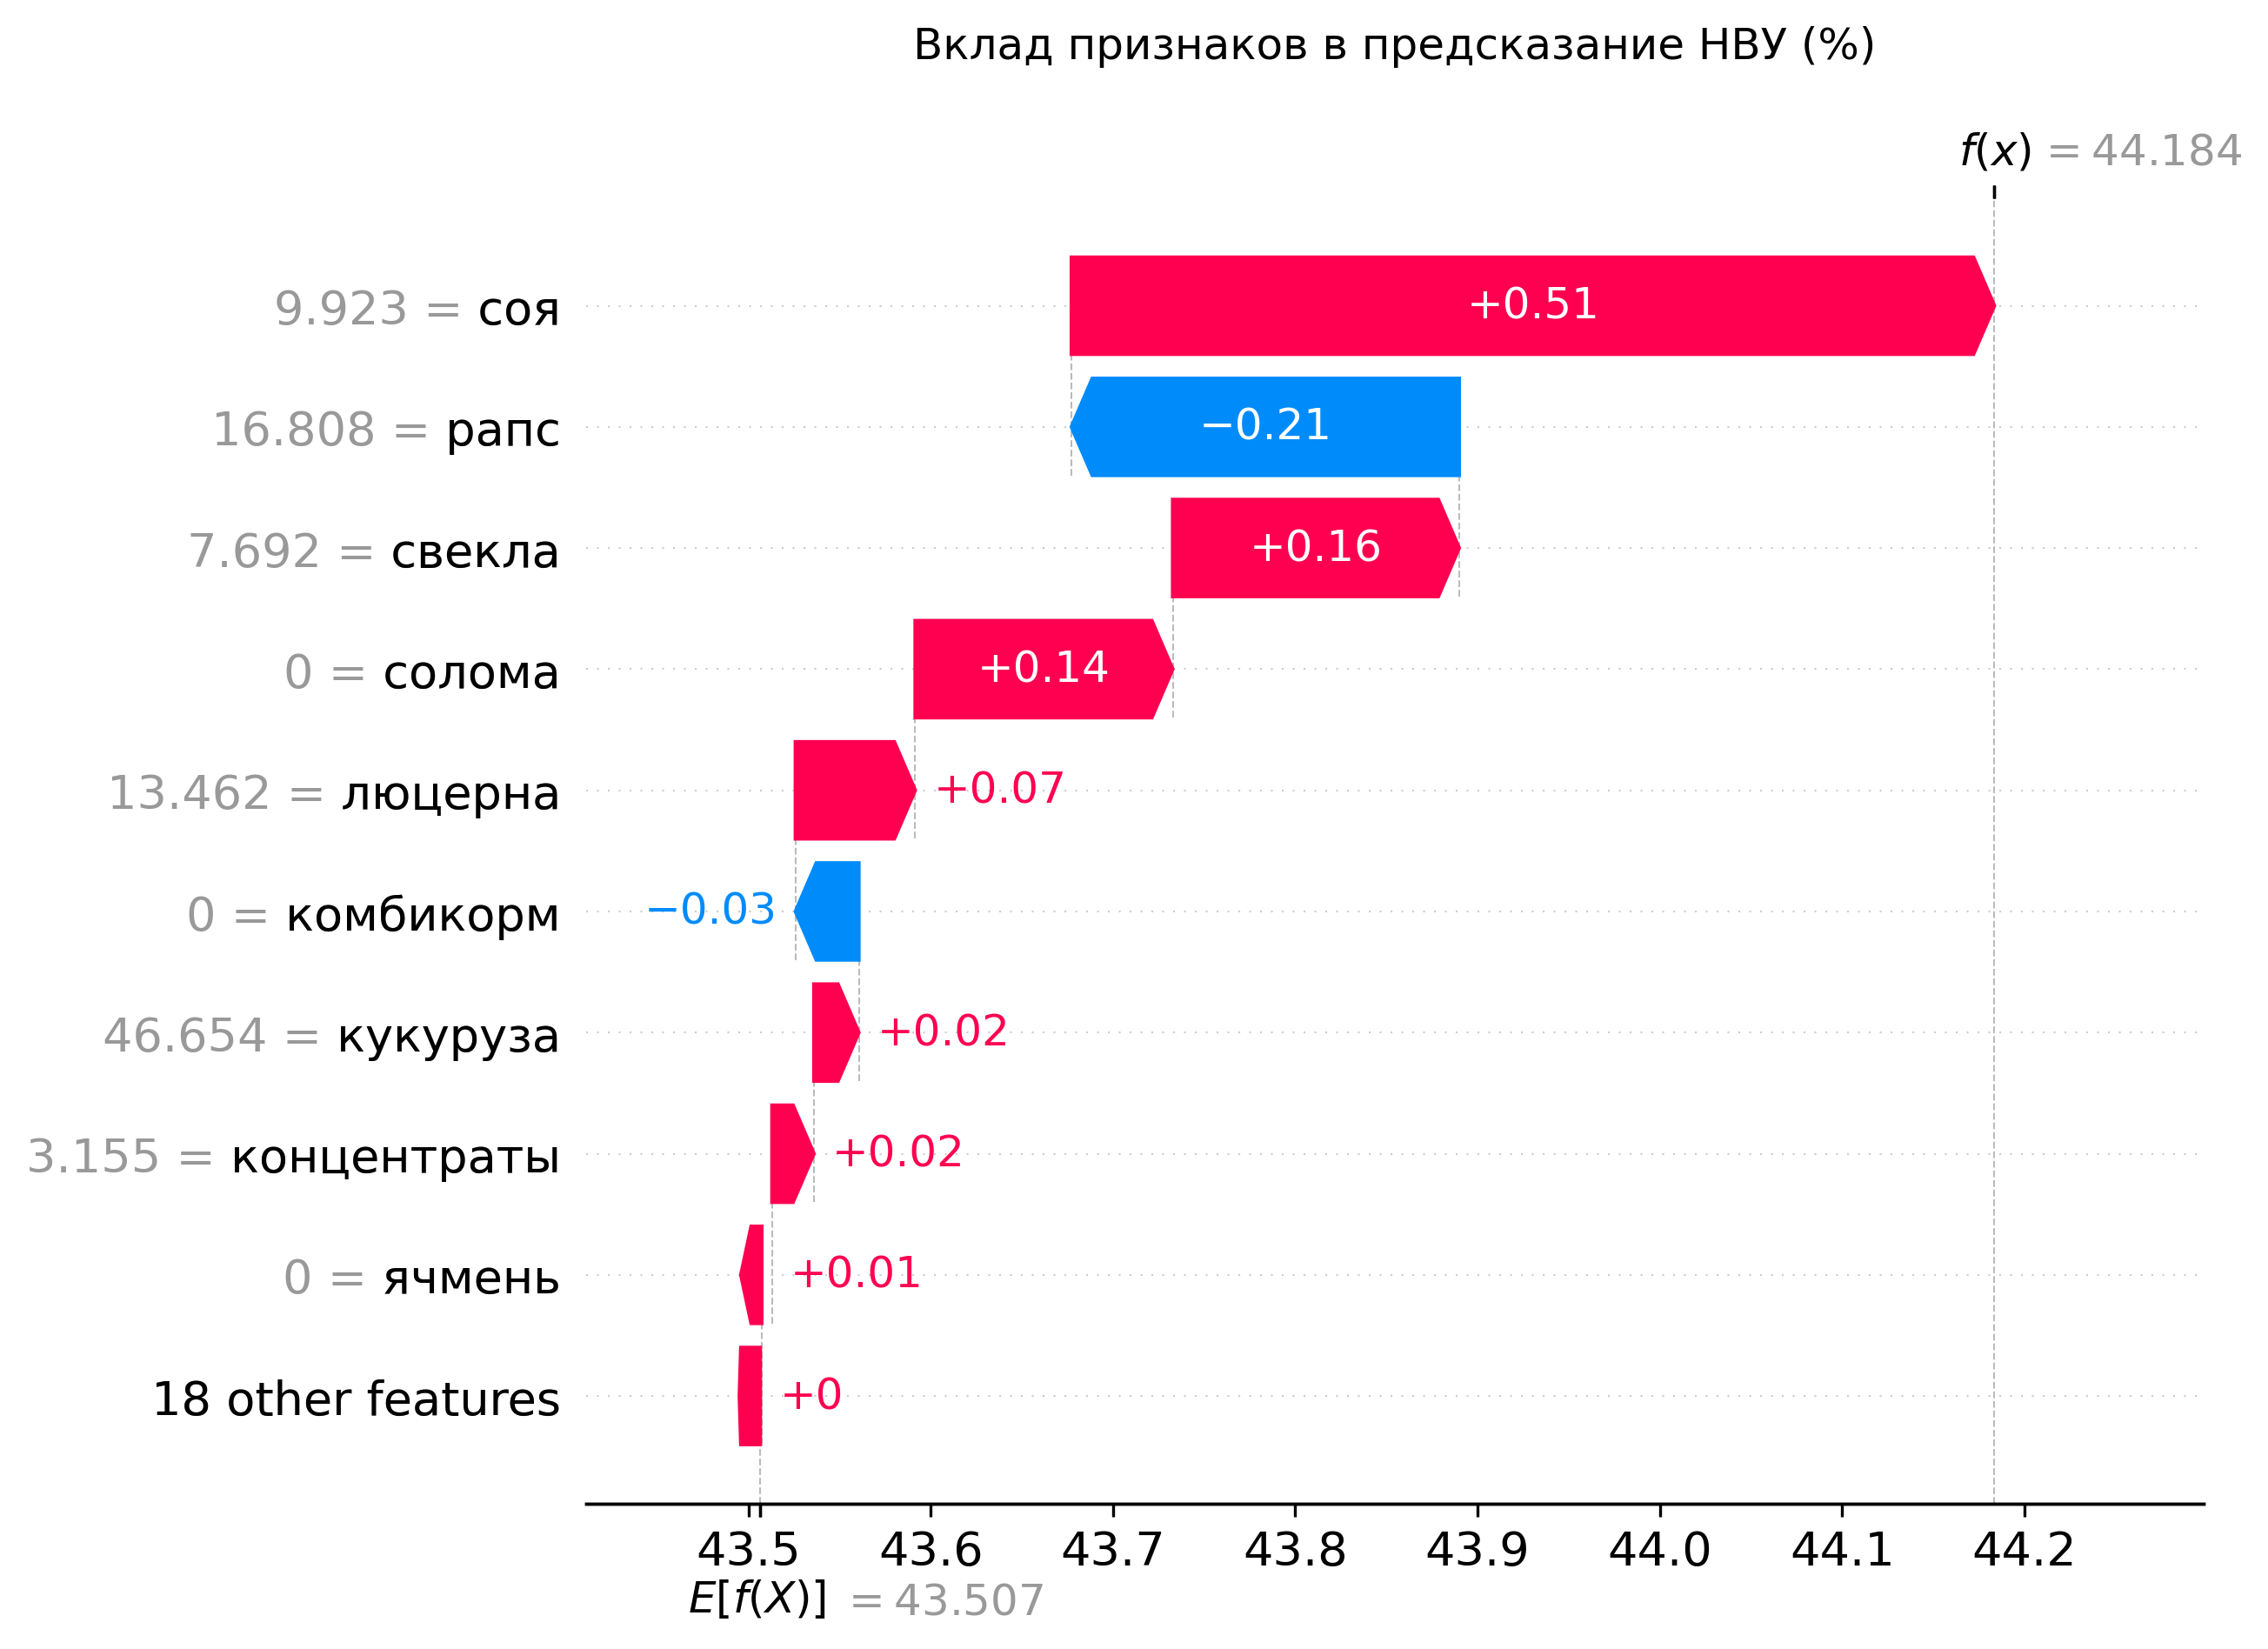 Вклад признаков в предсказание НВУ (%)
f(x) = 44.184
9.923 = соя
+0.51
16.808 = рапс
−0.21
7.692 = свекла
+0.16
0 = солома
+0.14
13.462 = люцерна
+0.07
0 = комбикорм
−0.03
46.654 = кукуруза
+0.02
3.155 = концентраты
+0.02
0 = ячмень
+0.01
18 other features
+0
43.5 43.6 43.7 43.8 43.9 44.0 44.1 44.2
E[f(X)] = 43.507